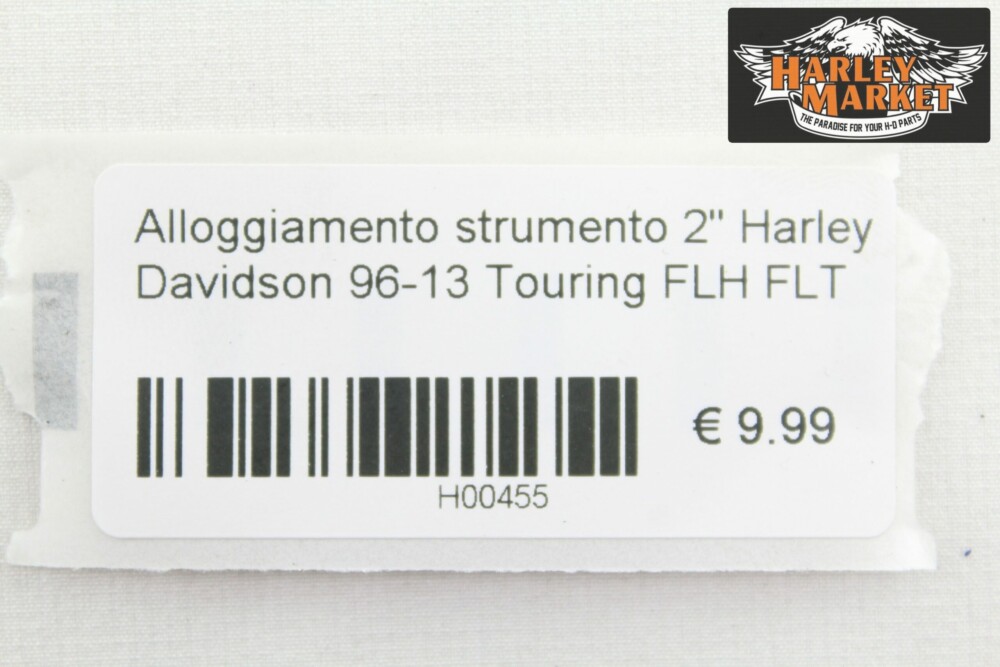 HARLEY
MARKET
THE PARADISE FOR YOUR H-D PARTS
Alloggiamento strumento 2" Harley
Davidson 96-13 Touring FLH FLT
€ 9.99
H00455